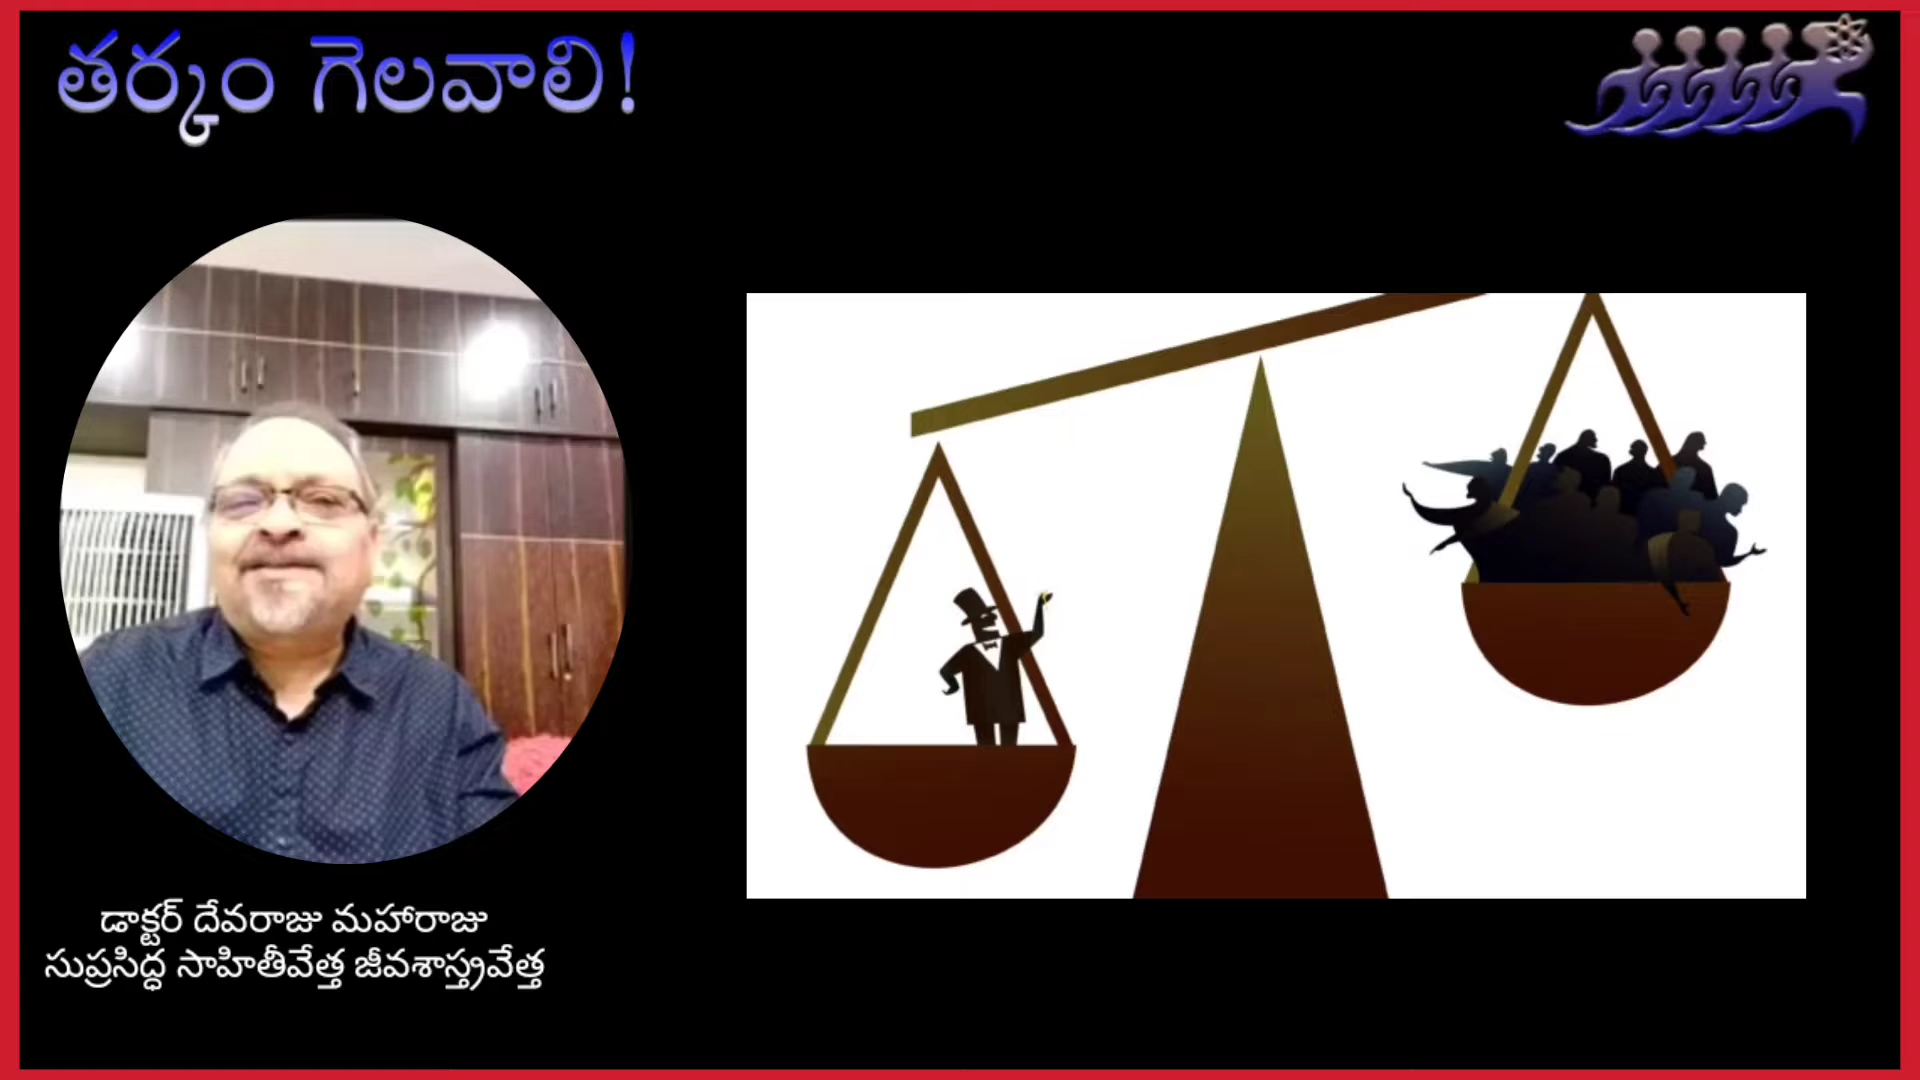 తర్కం గెలవాలి!
డాక్టర్ దేవరాజు మహారాజు
సుప్రసిద్ధ సాహితీవేత్త జీవశాస్త్రవేత్త